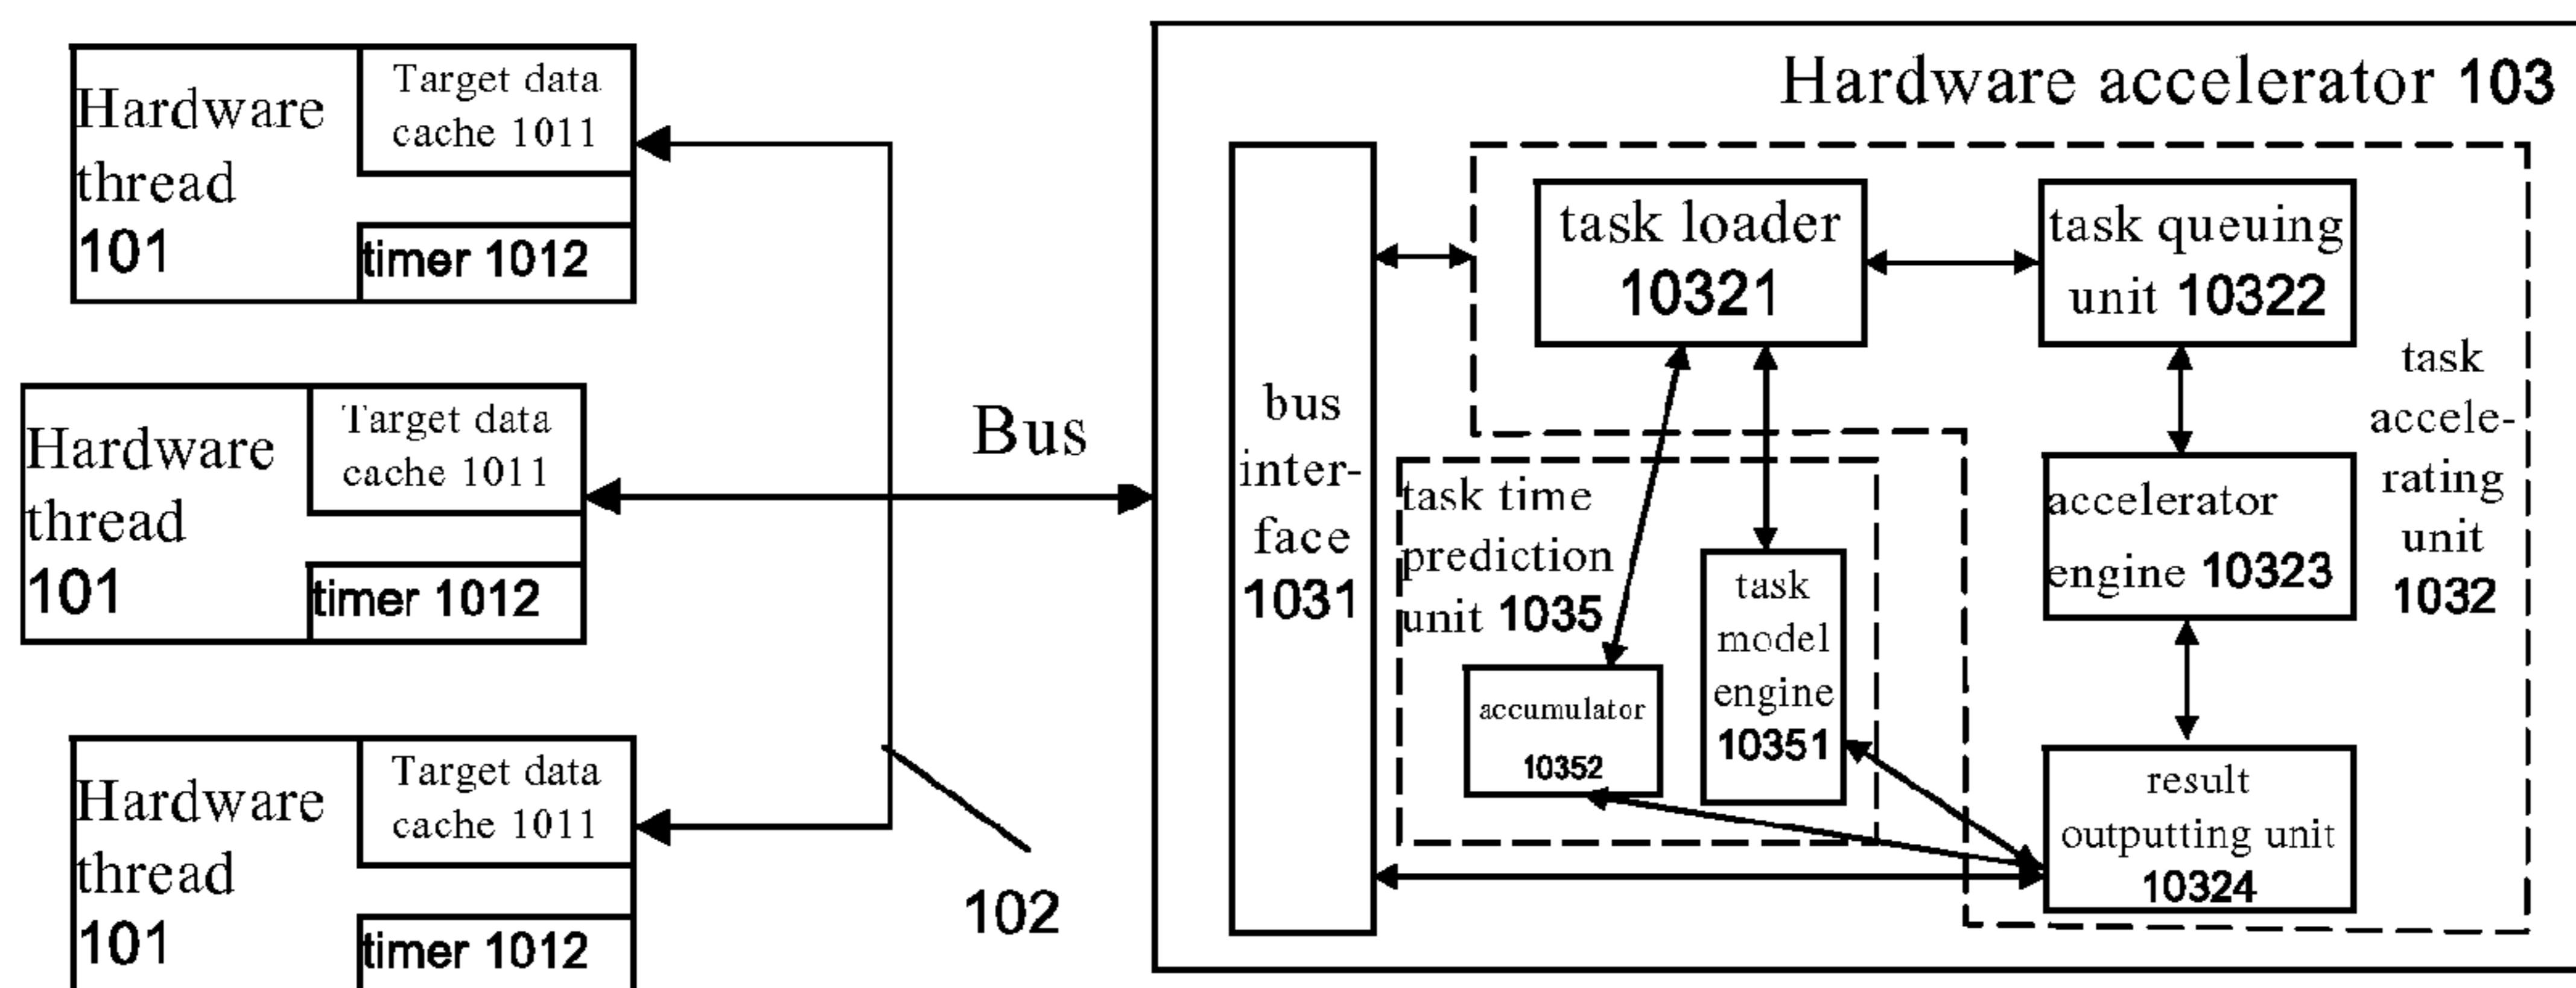 Hardware
thread
101
Target data
cache 1011
timer 1012
Hardware
thread
101
Target data
cache 1011
timer 1012
Hardware
thread
101
Target data
cache 1011
timer 1012
Bus
102
Hardware accelerator 103
bus
inter-
face
1031
task loader
10321
task queuing
unit 10322
task
accele-
rating
unit
1032
task time
prediction
unit 1035
accumulator
10352
task
model
engine
10351
accelerator
engine 10323
result
outputting unit
10324